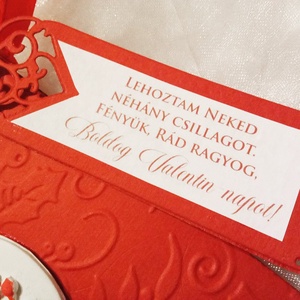 Lehoztam Neked
néhány csillagot.
Fényük, Rád ragyog,
Boldog Valentin napot!